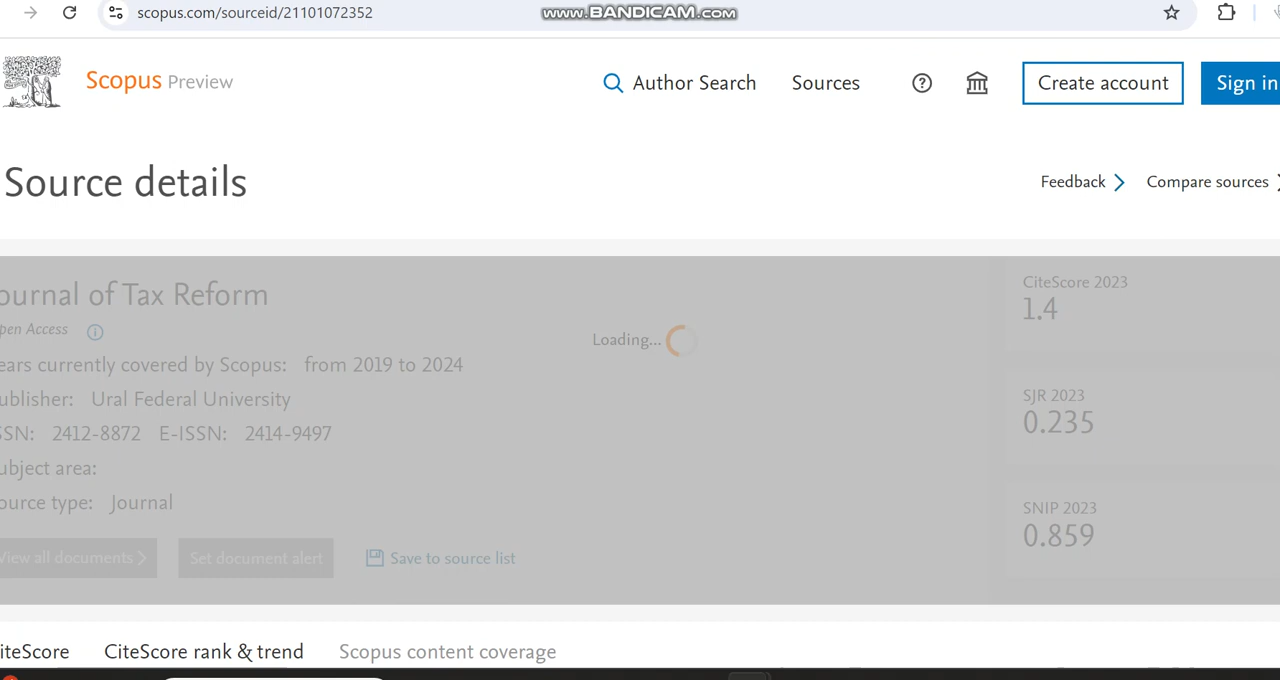 scopus.com/sourceid/21101072352
www.BANDICAM.com
Scopus Preview
Author Search
Sources
Create account
Sign in
Source details
Feedback
Compare sources
ournal of Tax Reform
pen Access
ears currently covered by Scopus: from 2019 to 2024
ublisher: Ural Federal University
SSN: 2412-8872 E-ISSN: 2414-9497
ubject area:
ource type: Journal
View all documents
Set document alert
Save to source list
Loading...
CiteScore 2023
1.4
SJR 2023
0.235
SNIP 2023
0.859
iteScore
CiteScore rank & trend
Scopus content coverage